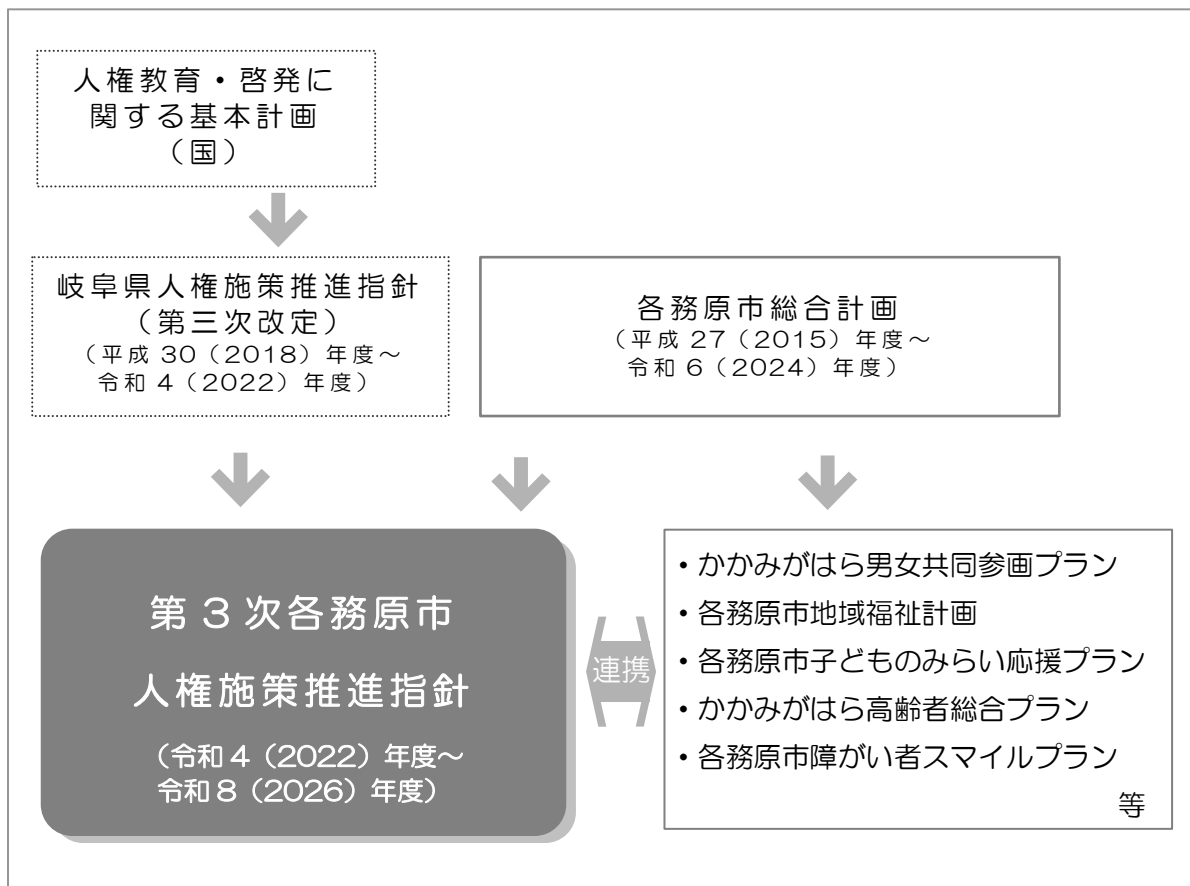 人権教育・啓発に
関する基本計画
（国）
岐阜県人権施策推進指針
（第三次改定）
（平成 30（2018）年度～
令和 4（2022）年度）
各務原市総合計画
（平成 27（2015）年度～
令和 6（2024）年度）
第 3 次各務原市
人権施策推進指針
（令和 4（2022）年度～
令和 8（2026）年度）
連携
・かかみがはら男女共同参画プラン
・各務原市地域福祉計画
・各務原市子どものみらい応援プラン
・かかみがはら高齢者総合プラン
・各務原市障がい者スマイルプラン
等